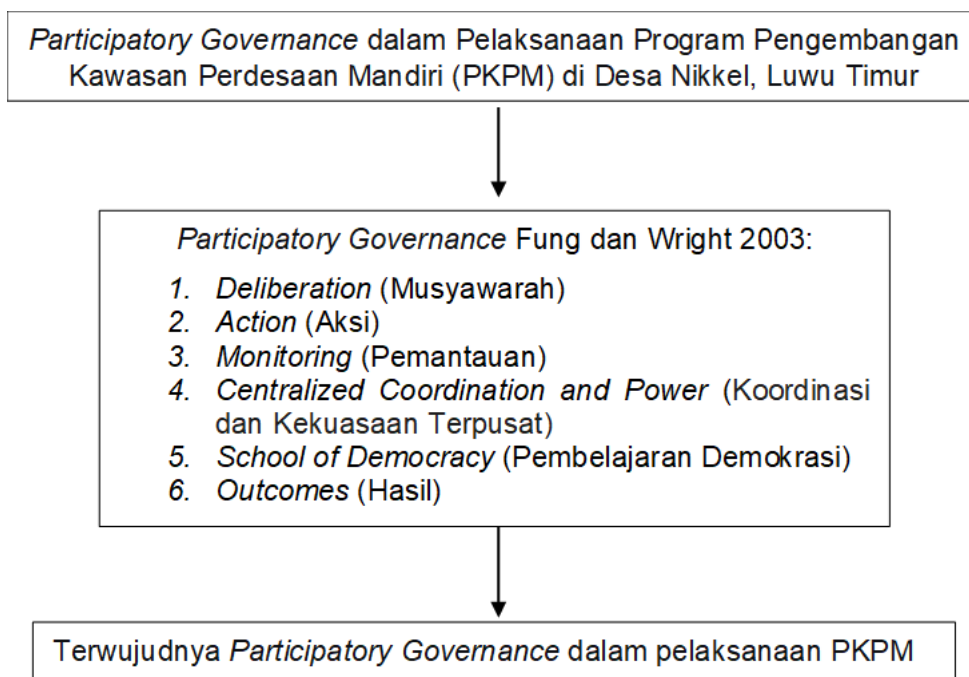 Participatory Governance dalam Pelaksanaan Program Pengembangan
Kawasan Perdesaan Mandiri (PKPM) di Desa Nikkel, Luwu Timur
Participatory Governance Fung dan Wright 2003:
1. Deliberation (Musyawarah)
2. Action (Aksi)
3. Monitoring (Pemantauan)
4. Centralized Coordination and Power (Koordinasi
dan Kekuasaan Terpusat)
5. School of Democracy (Pembelajaran Demokrasi)
6. Outcomes (Hasil)
Terwujudnya Participatory Governance dalam pelaksanaan PKPM